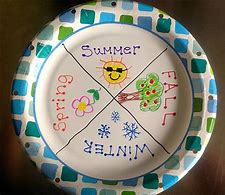 Summer
FALL
WiNTER
Spring